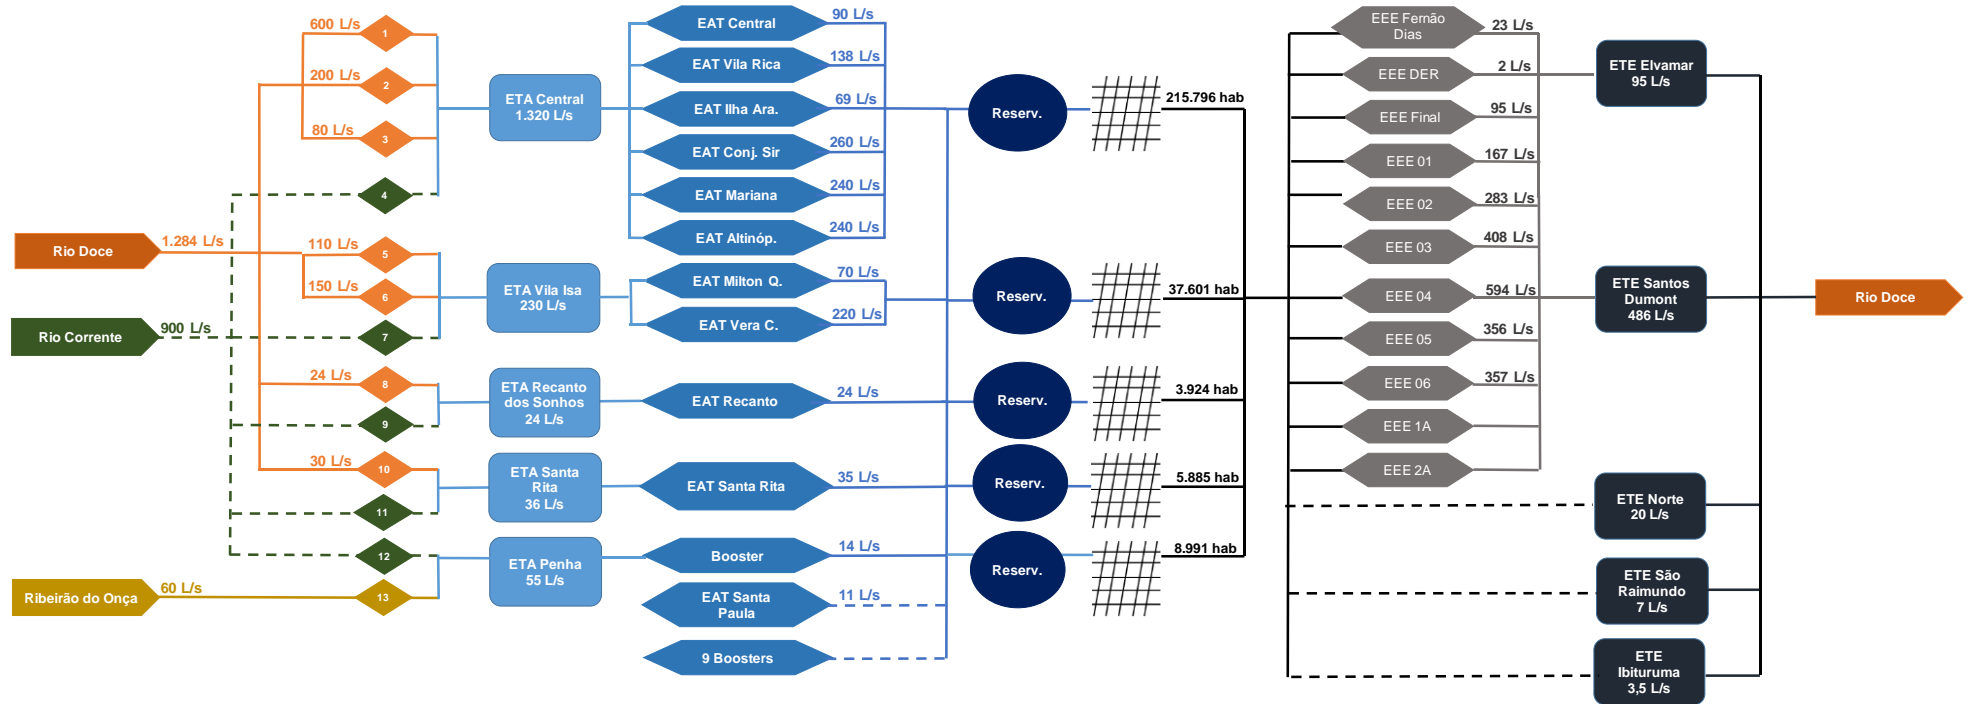 Rio Doce
1.284 L/s
Rio Corrente
900 L/s
Ribeirão do Onça
60 L/s
600 L/s
1
200 L/s
2
80 L/s
3
4
110 L/s
5
150 L/s
6
7
24 L/s
8
9
30 L/s
10
11
12
13
ETA Central
1.320 L/s
ETA Vila Isa
230 L/s
ETA Recanto
dos Sonhos
24 L/s
ETA Santa
Rita
36 L/s
ETA Penha
55 L/s
EAT Central
90 L/s
EAT Vila Rica
138 L/s
EAT Ilha Ara.
69 L/s
EAT Conj. Sir
260 L/s
EAT Mariana
240 L/s
EAT Altinóp.
240 L/s
EAT Milton Q.
70 L/s
EAT Vera C.
220 L/s
EAT Recanto
24 L/s
EAT Santa Rita
35 L/s
Booster
14 L/s
EAT Santa
Paula
11 L/s
9 Boosters
Reserv.
215.796 hab
Reserv.
37.601 hab
Reserv.
3.924 hab
Reserv.
5.885 hab
Reserv.
8.991 hab
EEE Fernão
Dias
23 L/s
EEE DER
2 L/s
EEE Final
95 L/s
EEE 01
167 L/s
EEE 02
283 L/s
EEE 03
408 L/s
EEE 04
594 L/s
EEE 05
356 L/s
EEE 06
357 L/s
EEE 1A
EEE 2A
ETE Elvamar
95 L/s
ETE Santos
Dumont
486 L/s
ETE Norte
20 L/s
ETE São
Raimundo
7 L/s
ETE
Ibituruma
3,5 L/s
Rio Doce